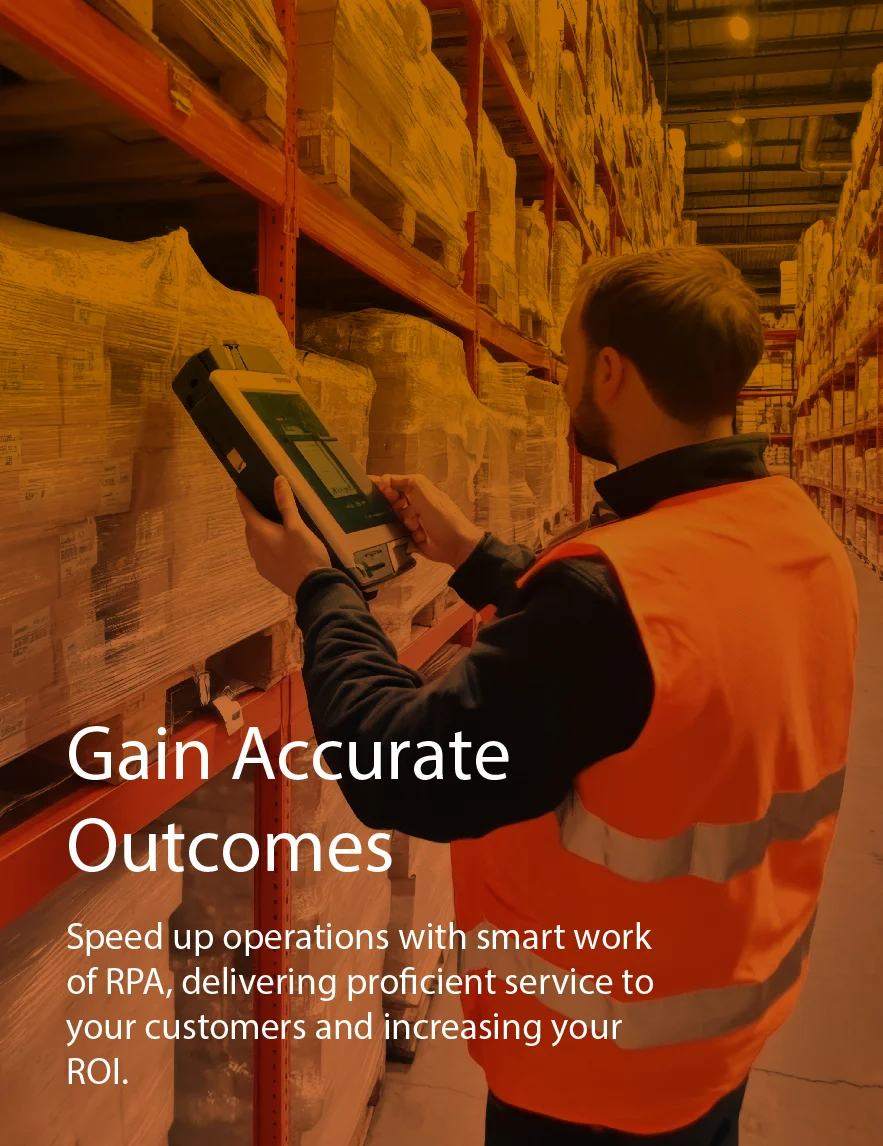 Gain Accurate
Outcomes
Speed up operations with smart work
of RPA, delivering proficient service to
your customers and increasing your
ROI.